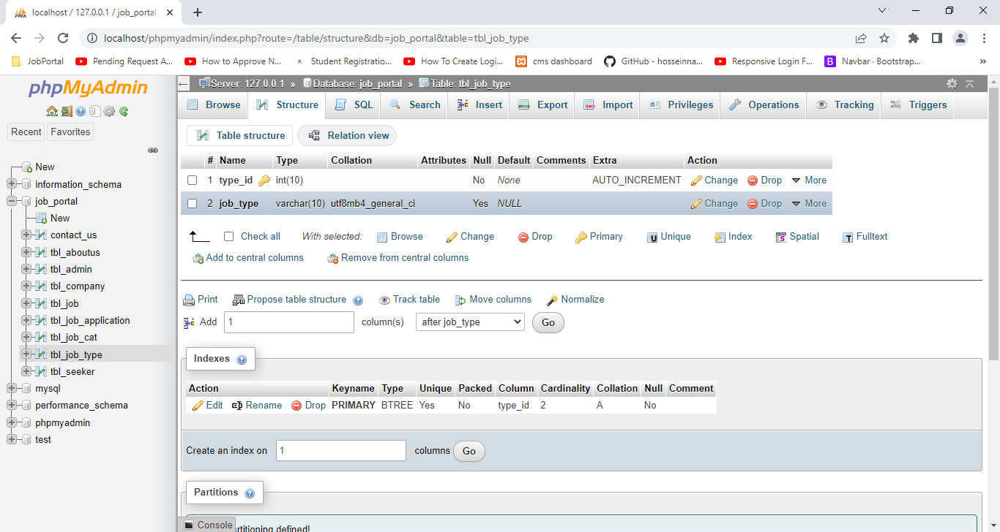 localhost / 127.0.0.1 / job_portal
localhost/phpmyadmin/index.php?route=/table/structure&db=job_portal&table=tbl_job_type
JobPortal Pending Request A... How to Approve N... Student Registratio... How To Create Logi... cms dashboard GitHub - hosseinna... Responsive Login F... Navbar · Bootstrap... »
phpMyAdmin
Recent Favorites
New
information_schema
job_portal
New
contact_us
tbl_aboutus
tbl_admin
tbl_company
tbl_job
tbl_job_application
tbl_job_cat
tbl_job_type
tbl_seeker
mysql
performance_schema
phpmyadmin
test
Server: 127.0.0.1 » Database: job_portal » Table: tbl_job_type
Browse Structure SQL Search Insert Export Import Privileges Operations Tracking Triggers
Table structure Relation view
# Name Type Collation Attributes Null Default Comments Extra Action
1 type_id int(10) No None AUTO_INCREMENT Change Drop More
2 job_type varchar(10) utf8mb4_general_ci Yes NULL Change Drop More
Check all With selected: Browse Change Drop Primary Unique Index Spatial Fulltext
Add to central columns Remove from central columns
Print Propose table structure Track table Move columns Normalize
Add 1 column(s) after job_type Go
Indexes
Action Keyname Type Unique Packed Column Cardinality Collation Null Comment
Edit Rename Drop PRIMARY BTREE Yes No type_id 2 A No
Create an index on 1 columns Go
Partitions
Console rtitioning defined!